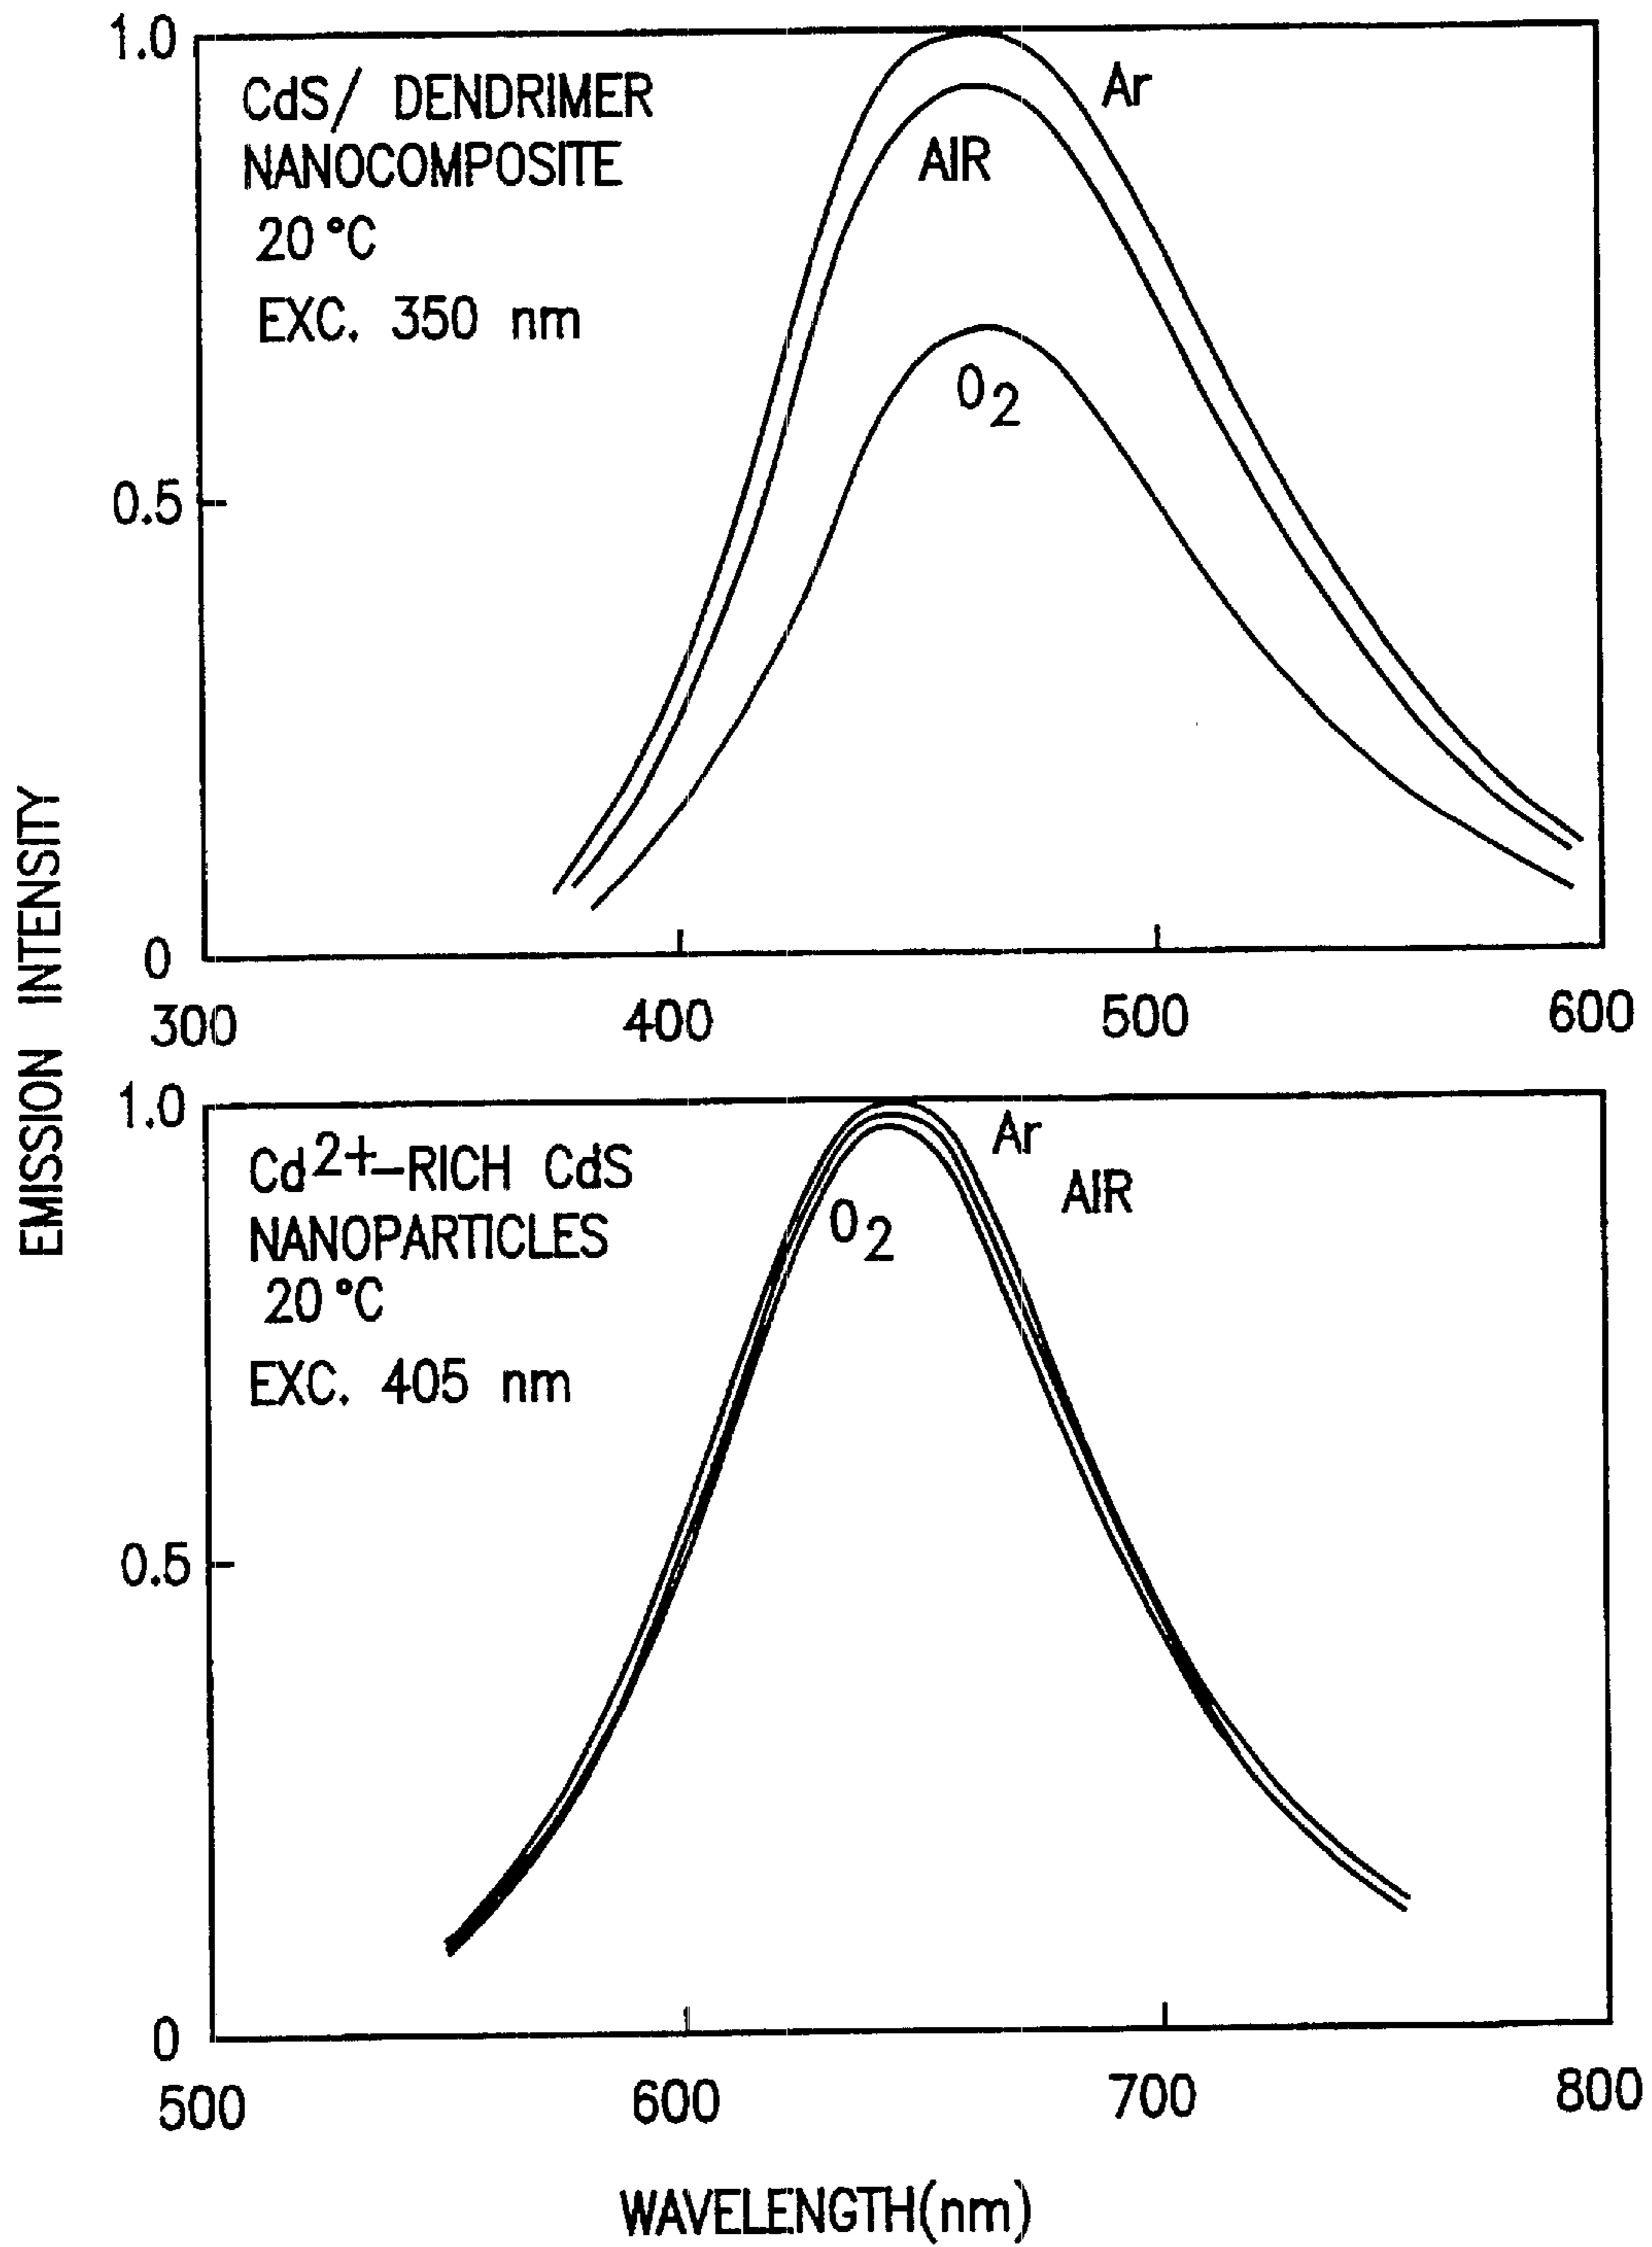 1.0
CdS/ DENDRIMER
NANOCOMPOSITE
20 °C
EXC. 350 nm
Ar
AIR
O2
0.5
0
300
400
500
600
EMISSION INTENSITY
1.0
Cd2+-RICH CdS
NANOPARTICLES
20 °C
EXC. 405 nm
Ar
AIR
O2
0.5
0
500
600
700
800
WAVELENGTH(nm)